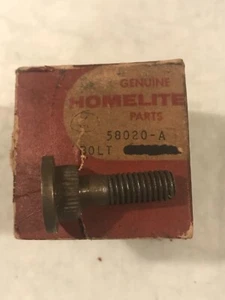 GENUINE
HOMELITE
PARTS
58020-A
BOLT